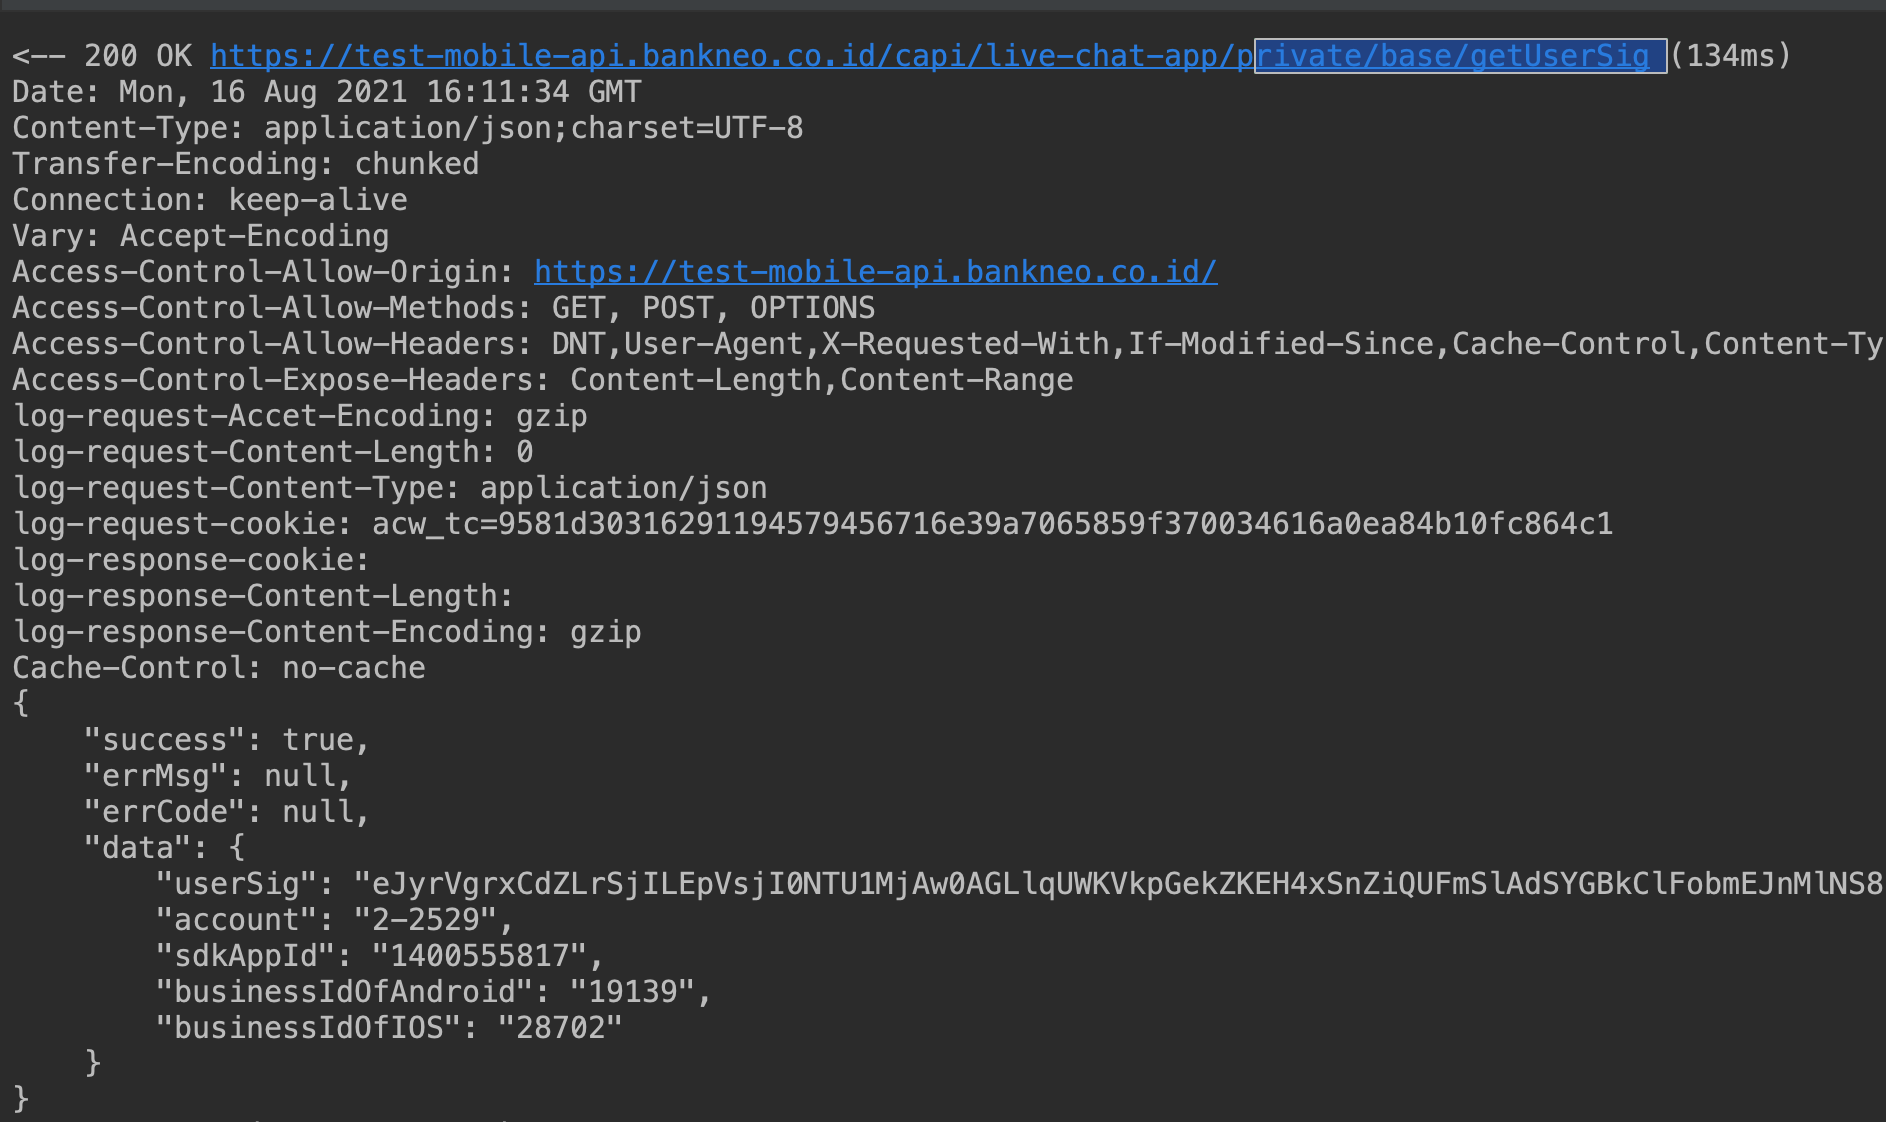 <-- 200 OK https://test-mobile-api.bankneo.co.id/capi/live-chat-app/private/base/getUserSig (134ms)
Date: Mon, 16 Aug 2021 16:11:34 GMT
Content-Type: application/json;charset=UTF-8
Transfer-Encoding: chunked
Connection: keep-alive
Vary: Accept-Encoding
Access-Control-Allow-Origin: https://test-mobile-api.bankneo.co.id/
Access-Control-Allow-Methods: GET, POST, OPTIONS
Access-Control-Allow-Headers: DNT,User-Agent,X-Requested-With,If-Modified-Since,Cache-Control,Content-Ty
Access-Control-Expose-Headers: Content-Length,Content-Range
log-request-Accet-Encoding: gzip
log-request-Content-Length: 0
log-request-Content-Type: application/json
log-request-cookie: acw_tc=9581d30316291194579456716e39a7065859f370034616a0ea84b10fc864c1
log-response-cookie:
log-response-Content-Length:
log-response-Content-Encoding: gzip
Cache-Control: no-cache
{
    "success": true,
    "errMsg": null,
    "errCode": null,
    "data": {
        "userSig": "eJyrVgrxCdZLrSjILEpVsjI0NTU1MjAw0AGLlqUWKVkpGekZKEH4xSnZiQUFmSlAdSYGBkClFobmEJnMlNS8
        "account": "2-2529",
        "sdkAppId": "1400555817",
        "businessIdOfAndroid": "19139",
        "businessIdOfIOS": "28702"
    }
}